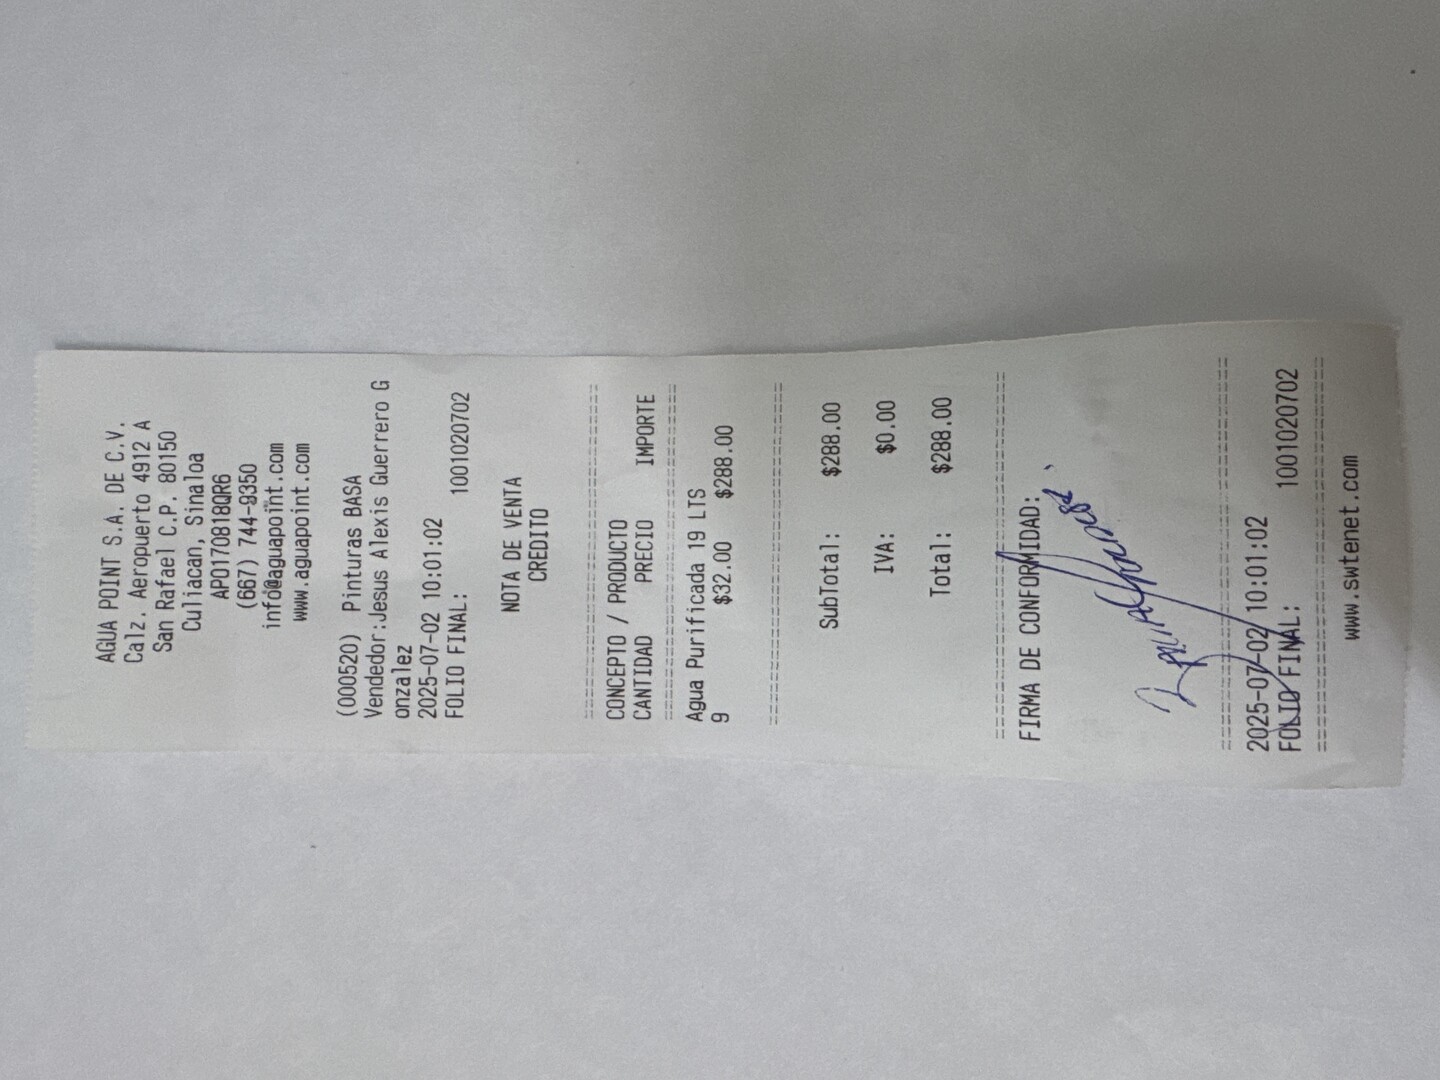 AGUA POINT S.A. DE C.V.
Calz. Aeropuerto 4912 A
San Rafael C.P. 80150
Culiacan, Sinaloa
APO170818QR6
(667) 744-9350
info@aguapoint.com
www.aguapoint.com
(000520) Pinturas BASA
Vendedor:Jesus Alexis Guerrero G
onzalez
2025-07-02 10:01:02
FOLIO FINAL: 1001020702
NOTA DE VENTA
CREDITO
================================
CONCEPTO / PRODUCTO
CANTIDAD PRECIO IMPORTE
================================
Agua Purificada 19 LTS
9 $32.00 $288.00
================================
SubTotal: $288.00
IVA: $0.00
Total: $288.00
================================
FIRMA DE CONFORMIDAD:
================================
2025-07-02 10:01:02
FOLIO FINAL: 1001020702
================================
www.swtenet.com